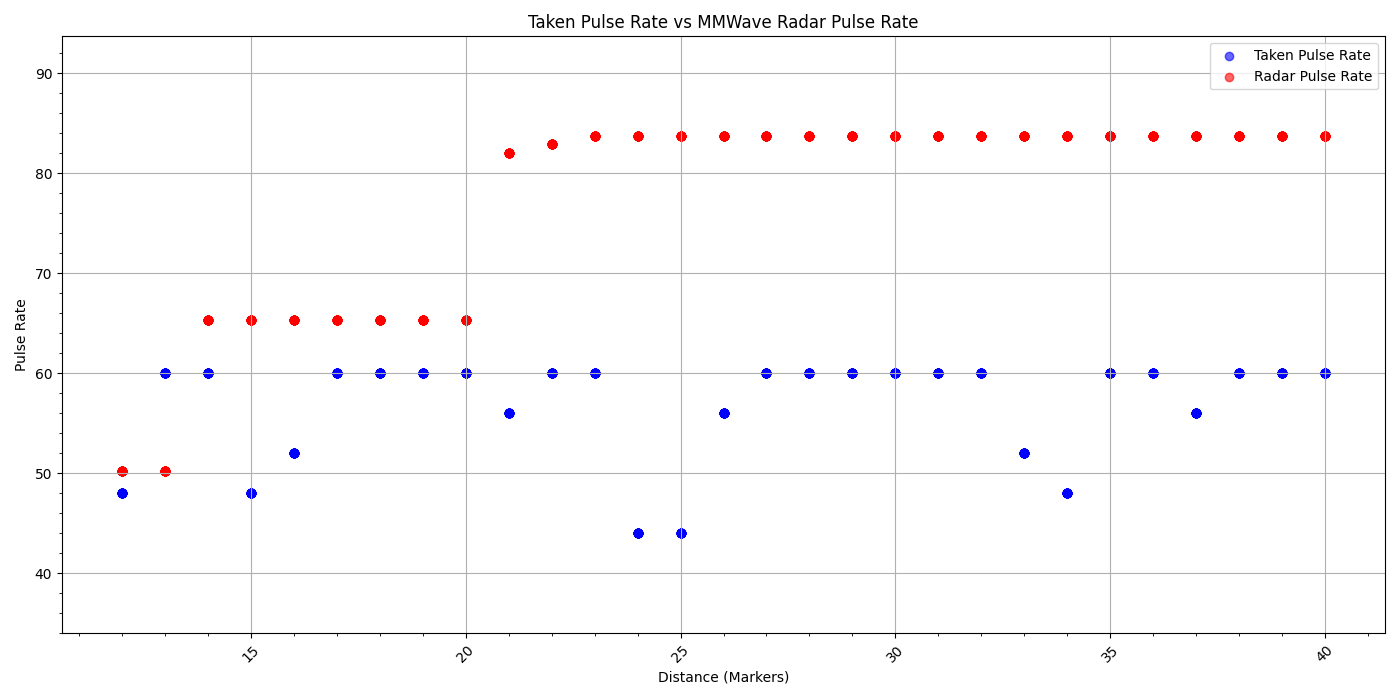 Taken Pulse Rate vs MMWave Radar Pulse Rate
Taken Pulse Rate
Radar Pulse Rate
Pulse Rate
90
80
70
60
50
40
15
20
25
30
35
40
Distance (Markers)